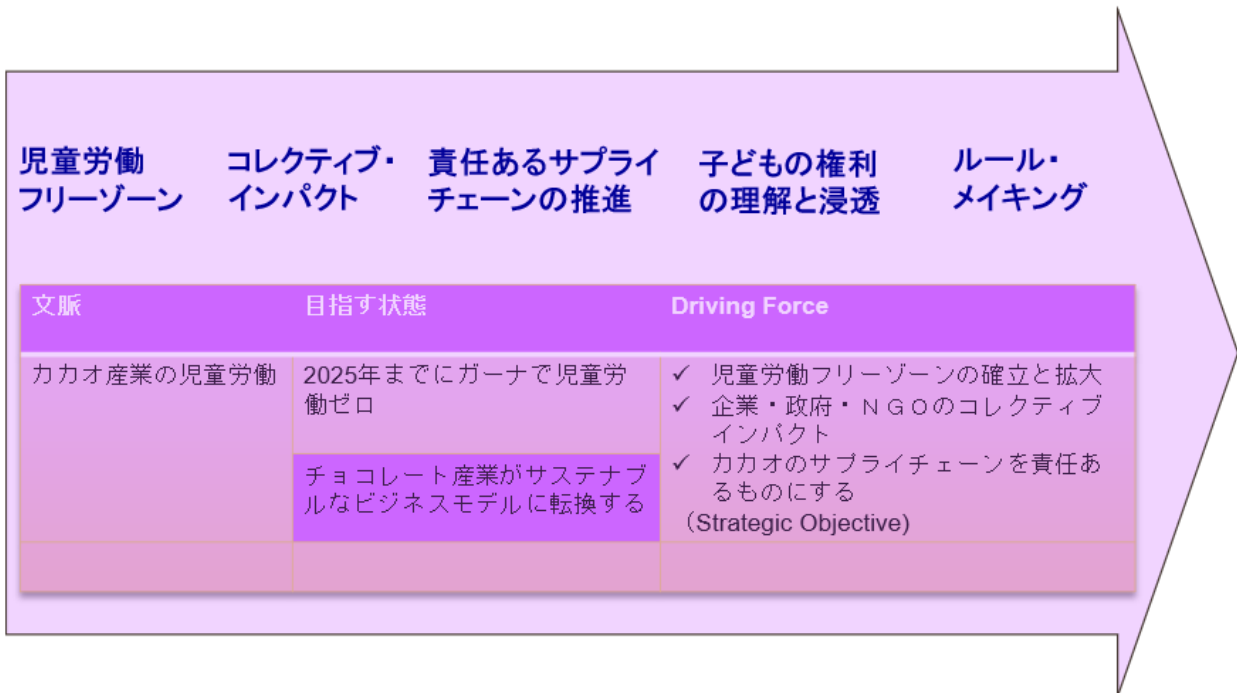 児童労働
フリーゾーン
コレクティブ・
インパクト
責任あるサプライ
チェーンの推進
子どもの権利
の理解と浸透
ルール・
メイキング
文脈
目指す状態
Driving Force
カカオ産業の児童労働
2025年までにガーナで児童労
働ゼロ
チョコレート産業がサステナブ
ルなビジネスモデルに転換する
✓ 児童労働フリーゾーンの確立と拡大
✓ 企業・政府・ＮＧＯのコレクティブ
インパクト
✓ カカオのサプライチェーンを責任あ
るものにする
（Strategic Objective)